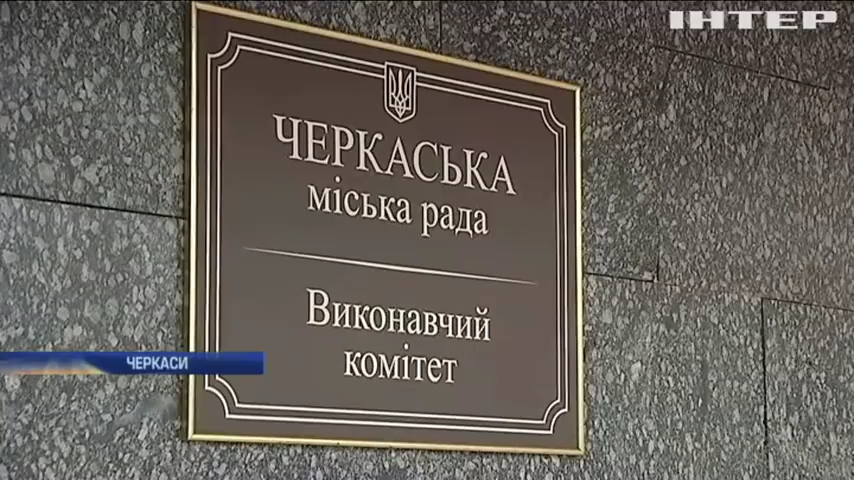 ІНТЕР
ЧЕРКАСЬКА
міська рада
Виконавчий
комітет
ЧЕРКАСИ